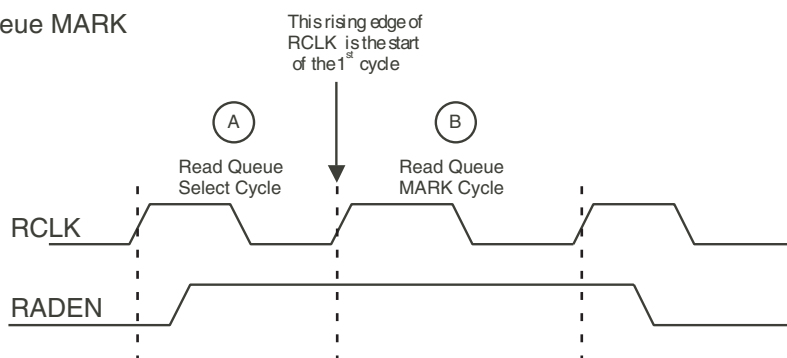 MARK
This rising edge of
RCLK is the start
of the 1st cycle
A
B
Read Queue
Select Cycle
Read Queue
MARK Cycle
RCLK
RADEN